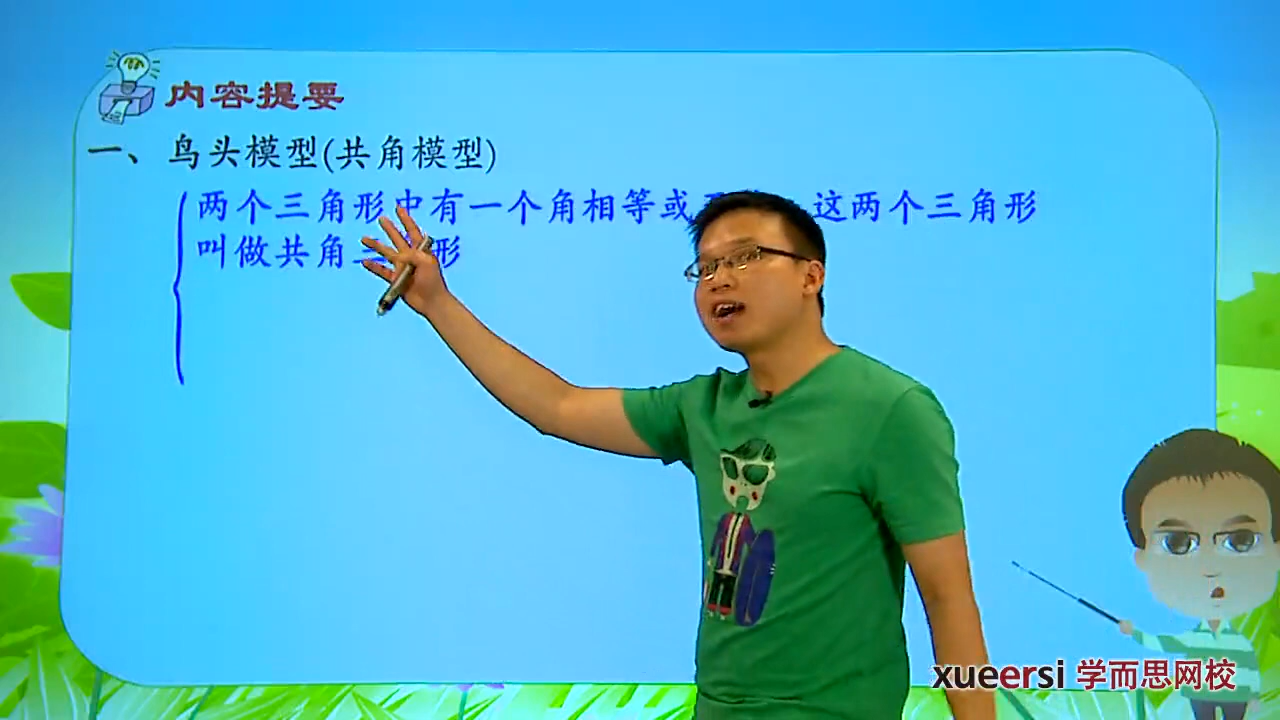 内容提要
一、鸟头模型(共角模型)
两个三角形中有一个角相等或 这两个三角形
叫做共角三 形
xueersi 学而思网校